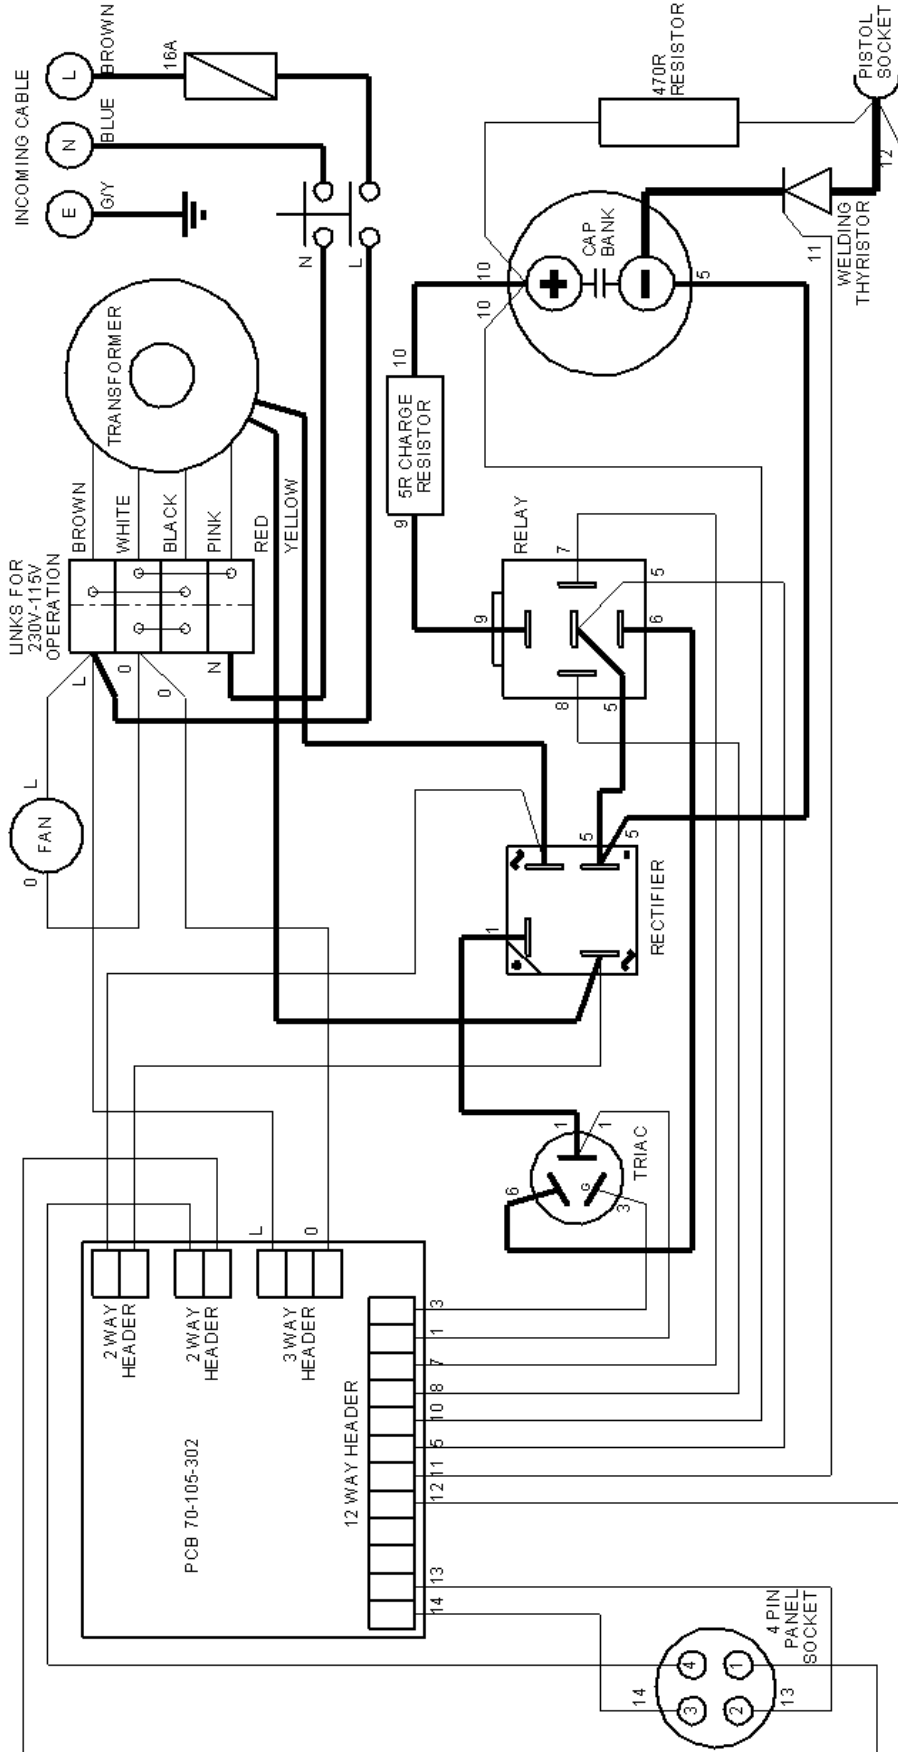 INCOMING CABLE
L
N
E
BROWN
BLUE
G/Y
16A
N
L
TRANSFORMER
LINKS FOR
230V-115V
OPERATION
BROWN
WHITE
BLACK
PINK
RED
YELLOW
L
0
0
N
FAN
L
0
470R
RESISTOR
PISTOL
SOCKET
12
WELDING
THYRISTOR
11
CAP
BANK
+
-
10
10
5
5R CHARGE
RESISTOR
10
9
RELAY
9
7
5
6
8
5
RECTIFIER
~
-
+
~
1
5
5
TRIAC
1
1
6
G
3
PCB 70-105-302
2 WAY
HEADER
2 WAY
HEADER
3 WAY
HEADER
L
0
12 WAY HEADER
3
1
7
8
10
5
11
12
13
14
4 PIN
PANEL
SOCKET
14
13
4
1
3
2